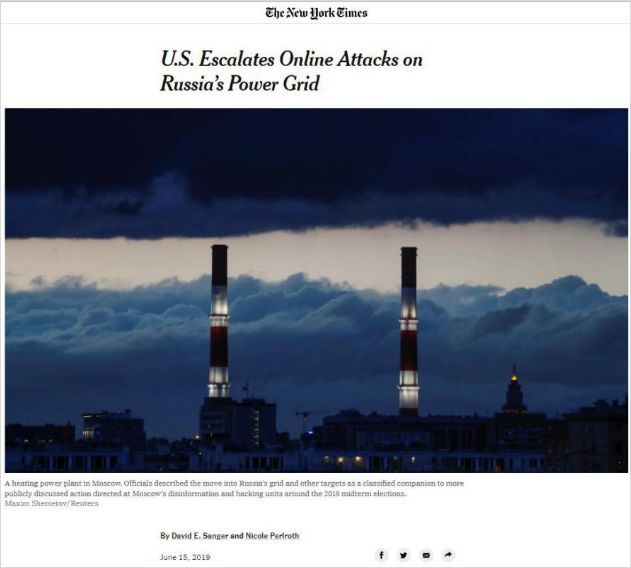 The New York Times
U.S. Escalates Online Attacks on
Russia's Power Grid
A heating power plant in Moscow. Officials described the move into Russia's grid and other targets as a classified companion to more
publicly discussed action directed at Moscow's disinformation and hacking units around the 2018 midterm elections.
Maxim Shemetov/Reuters
By David E. Sanger and Nicole Perlroth
June 15, 2019